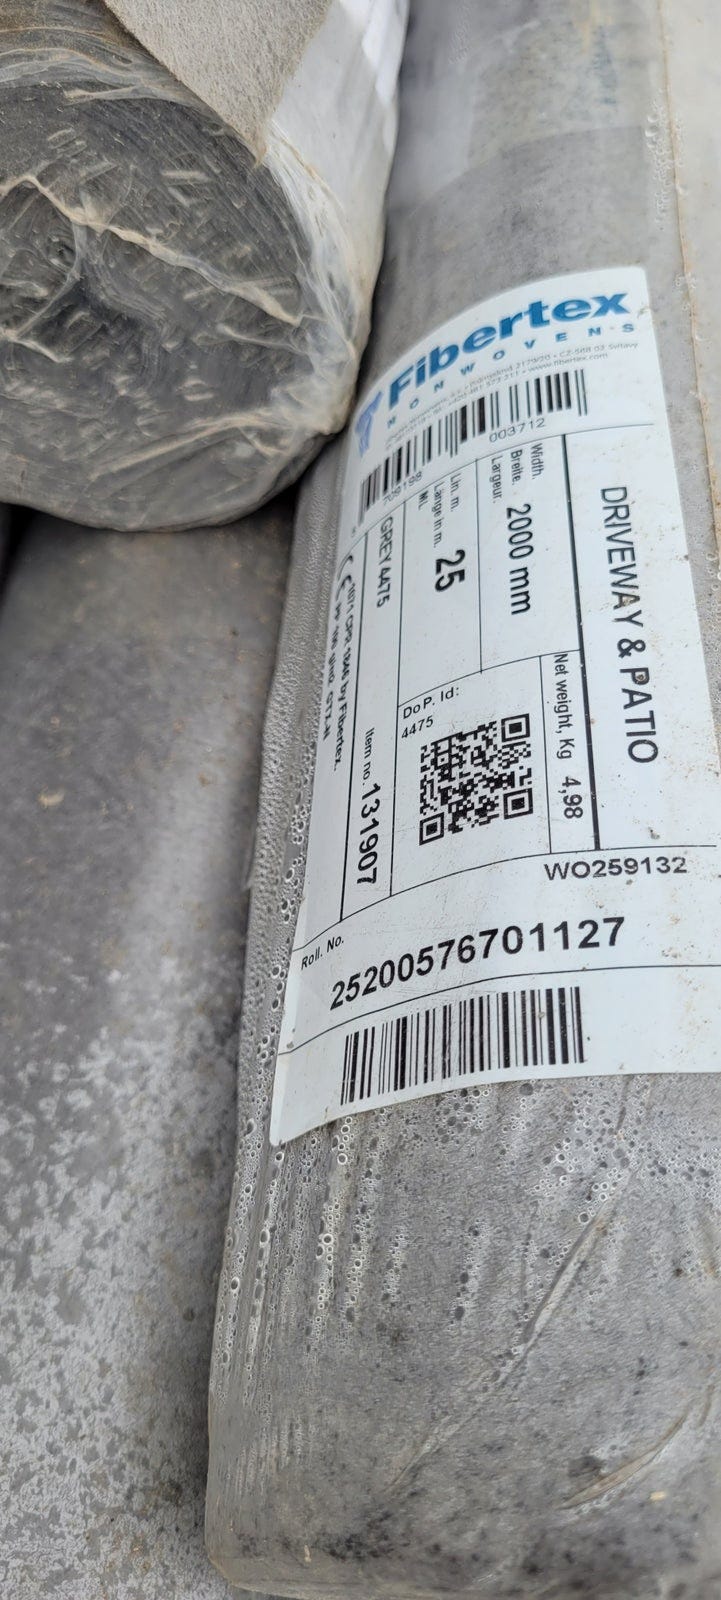 Fibertex
NONWOVENS
709198
003712
DRIVEWAY & PATIO
Width.
Breite.
Largeur.
2000 mm
Net weight, Kg 4,98
Lin. m.
Länge in m.
ML.
25
DoP. Id:
4475
GREY 4475
Item no. 131907
WO259132
Roll. No.
25200576701127